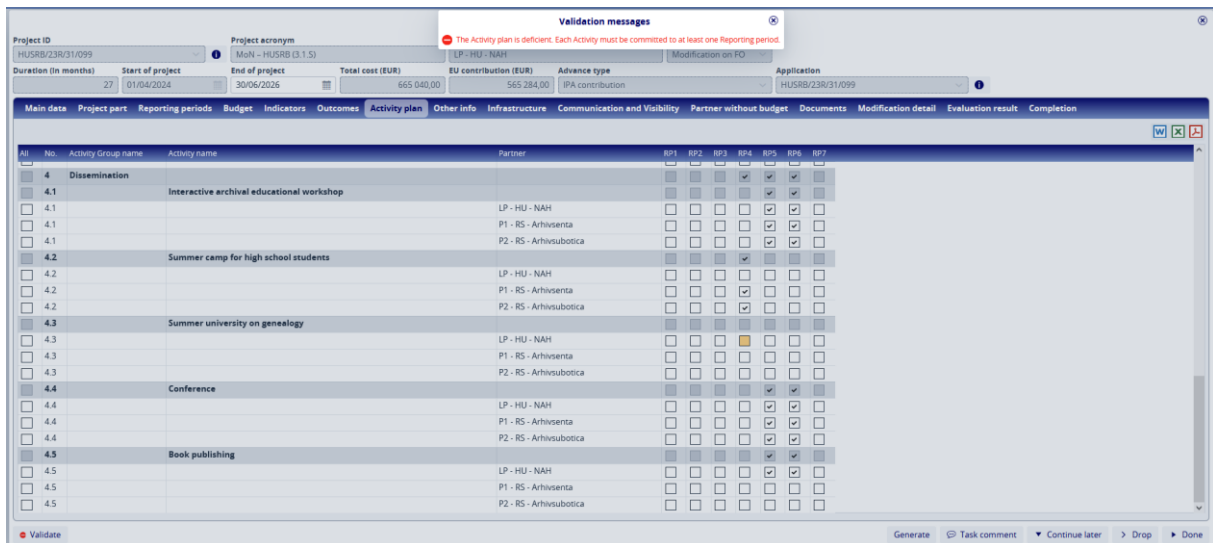 Validation messages
The Activity plan is deficient. Each Activity must be committed to at least one Reporting period.
Project ID Project acronym
HUSRB/23R/31/099 MoN – HUSRB (3.1.S) LP - HU - NAH Modification on FO
Duration (In months) Start of project End of project Total cost (EUR) EU contribution (EUR) Advance type Application
27 01/04/2024 30/06/2026 665 040,00 565 284,00 IPA contribution HUSRB/23R/31/099
Main data Project part Reporting periods Budget Indicators Outcomes Activity plan Other info Infrastructure Communication and Visibility Partner without budget Documents Modification detail Evaluation result Completion
All No. Activity Group name Activity name Partner RP1 RP2 RP3 RP4 RP5 RP6 RP7
4 Dissemination
4.1 Interactive archival educational workshop
4.1 LP - HU - NAH
4.1 P1 - RS - Arhivsenta
4.1 P2 - RS - Arhivsubotica
4.2 Summer camp for high school students
4.2 LP - HU - NAH
4.2 P1 - RS - Arhivsenta
4.2 P2 - RS - Arhivsubotica
4.3 Summer university on genealogy
4.3 LP - HU - NAH
4.3 P1 - RS - Arhivsenta
4.3 P2 - RS - Arhivsubotica
4.4 Conference
4.4 LP - HU - NAH
4.4 P1 - RS - Arhivsenta
4.4 P2 - RS - Arhivsubotica
4.5 Book publishing
4.5 LP - HU - NAH
4.5 P1 - RS - Arhivsenta
4.5 P2 - RS - Arhivsubotica
Validate Generate Task comment Continue later Drop Done